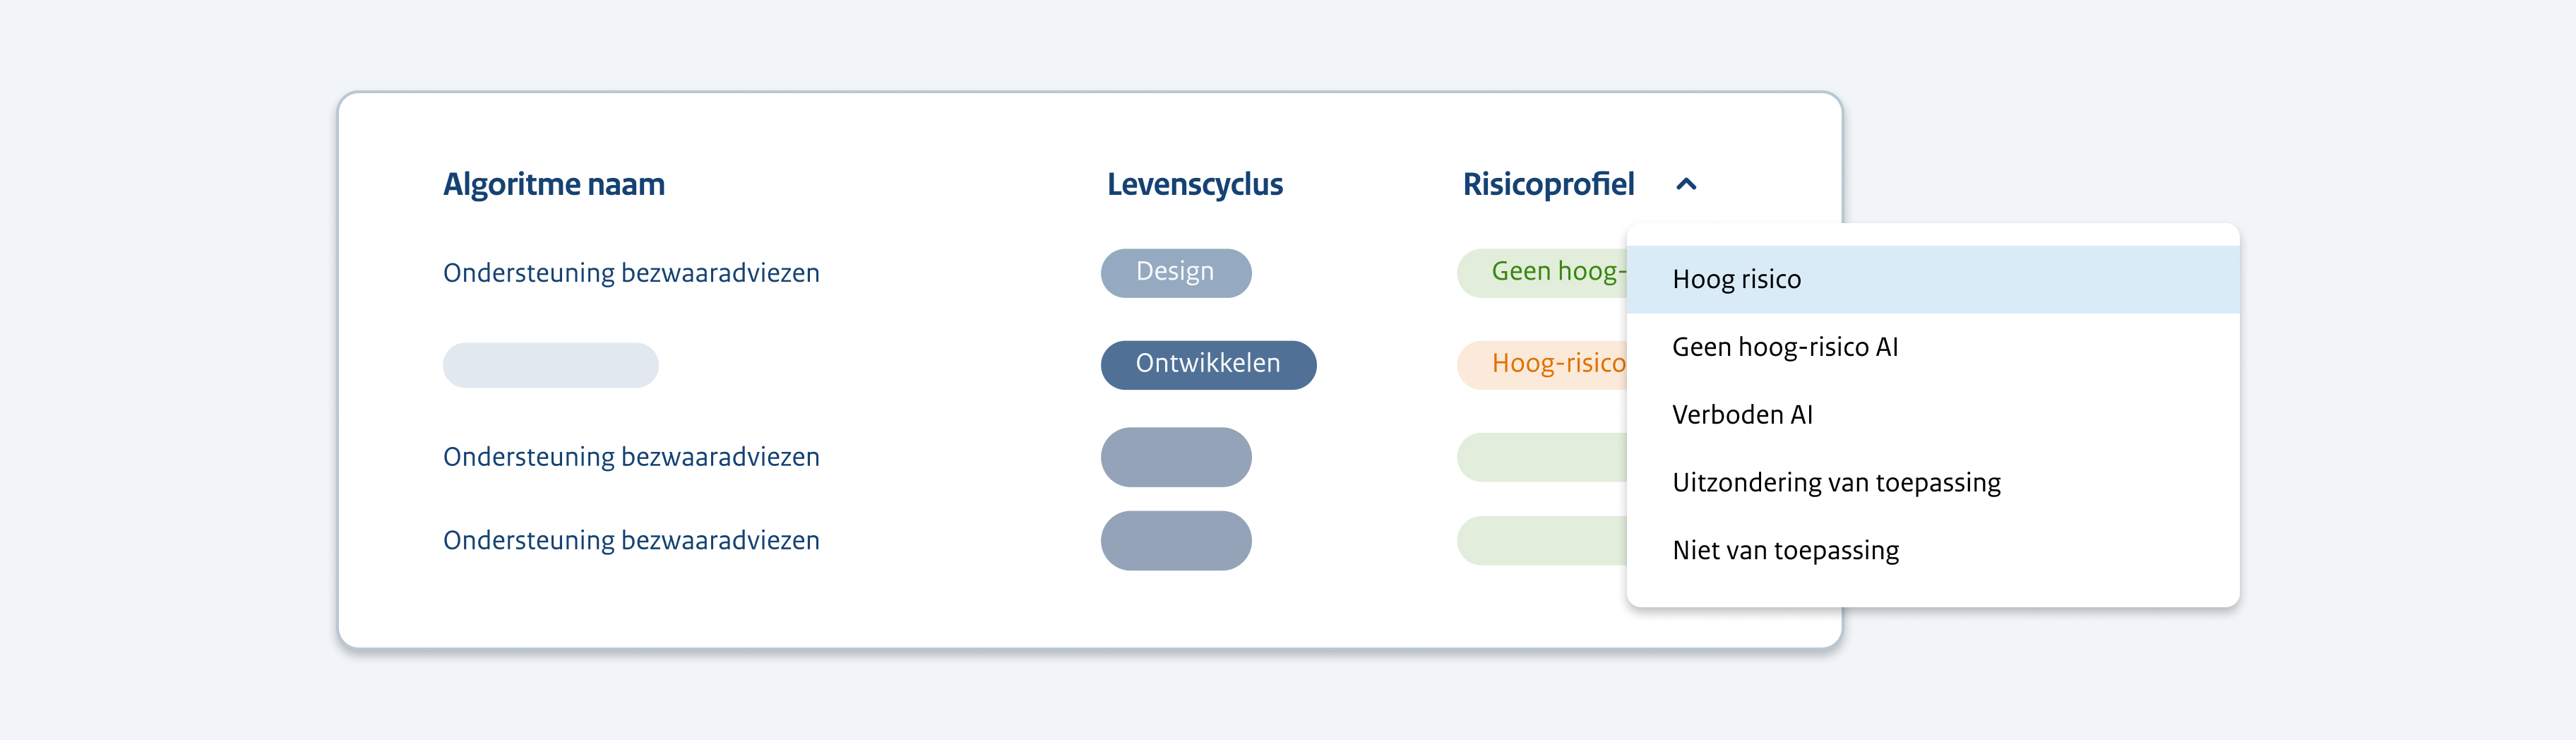 Algoritme naam Levenscyclus Risicoprofiel
Ondersteuning bezwaaradviezen Design Geen hoog-
Ontwikkelen Hoog-risico
Ondersteuning bezwaaradviezen
Ondersteuning bezwaaradviezen
Hoog risico
Geen hoog-risico AI
Verboden AI
Uitzondering van toepassing
Niet van toepassing